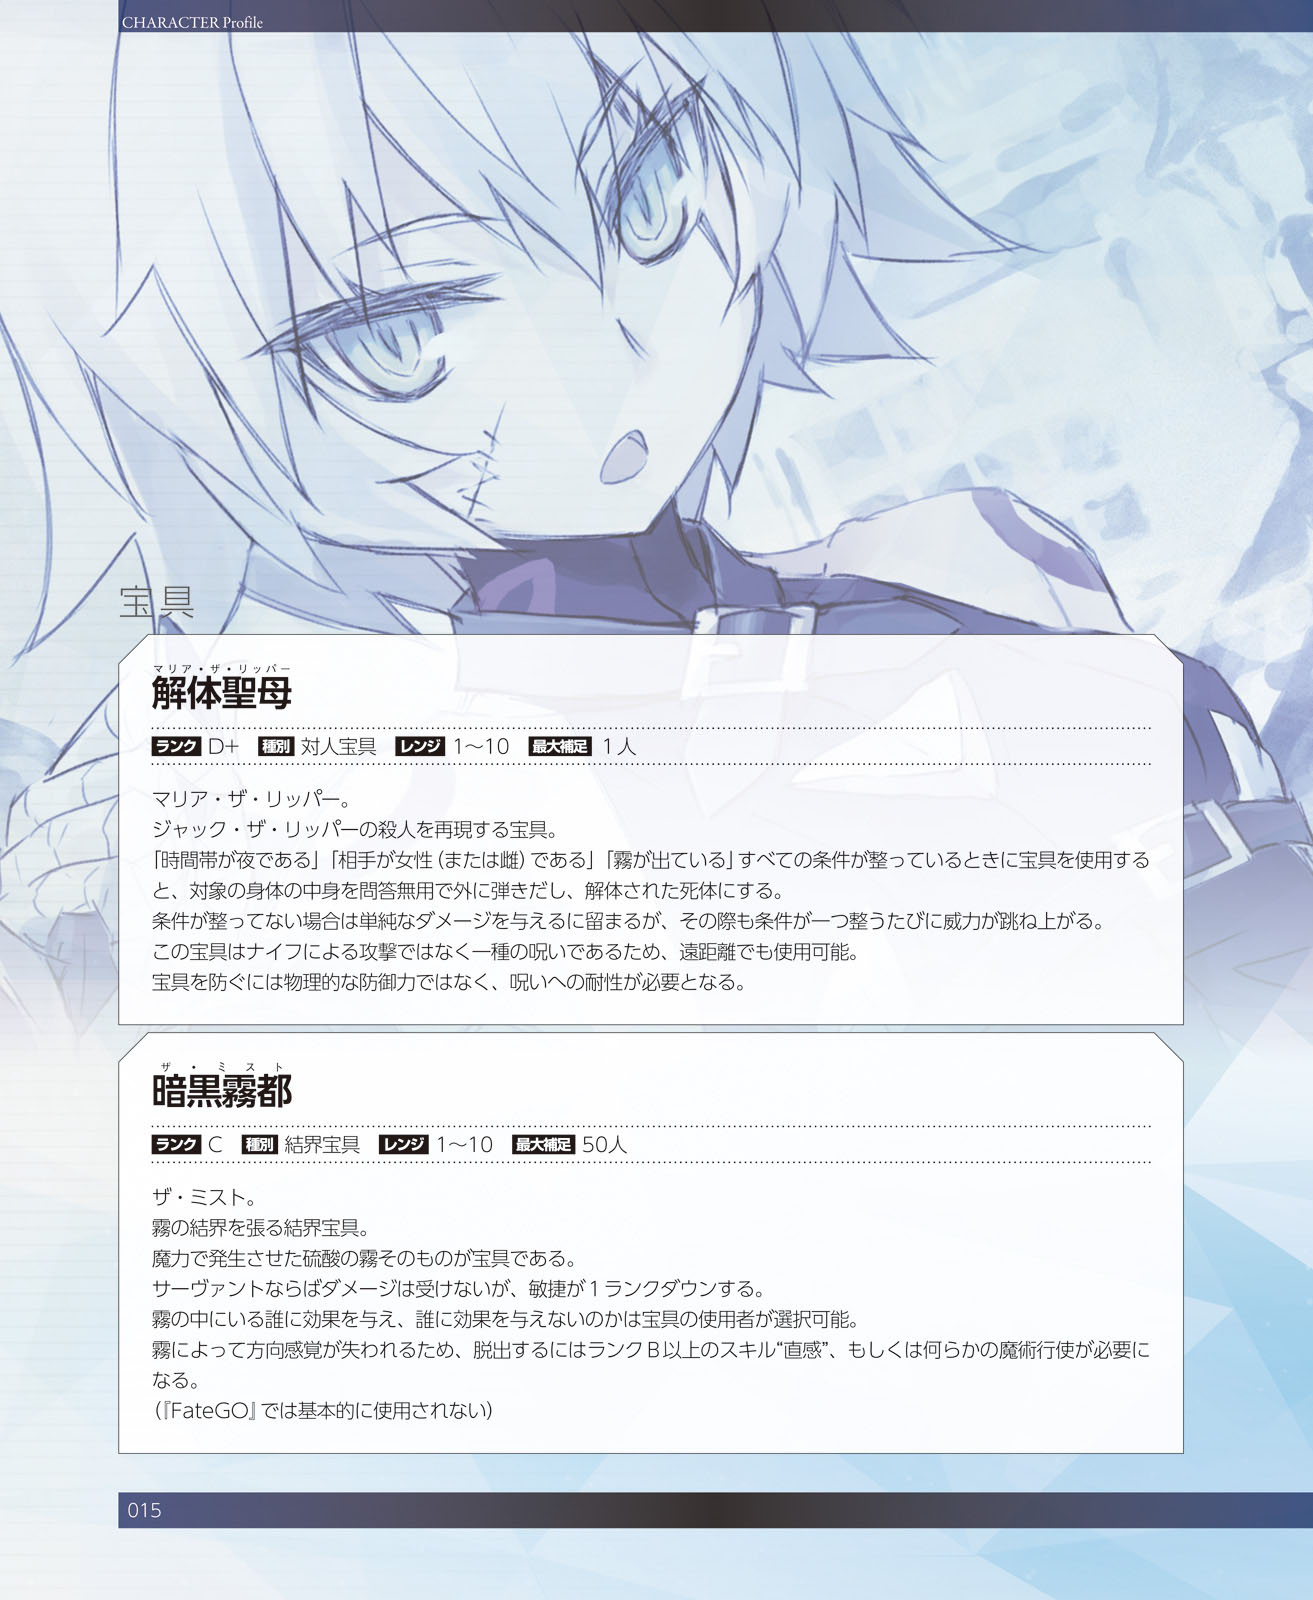 CHARACTER Profile
宝具
マリア・ザ・リッパー
解体聖母
ランク D+ 種別 対人宝具 レンジ 1～10 最大補足 1人
マリア・ザ・リッパー。
ジャック・ザ・リッパーの殺人を再現する宝具。
「時間帯が夜である」「相手が女性（または雌）である」「霧が出ている」すべての条件が整っているときに宝具を使用する
と、対象の身体の中身を問答無用で外に弾きだし、解体された死体にする。
条件が整ってない場合は単純なダメージを与えるに留まるが、その際も条件が一つ整うたびに威力が跳ね上がる。
この宝具はナイフによる攻撃ではなく一種の呪いであるため、遠距離でも使用可能。
宝具を防ぐには物理的な防御力ではなく、呪いへの耐性が必要となる。
ザ・ミスト
暗黒霧都
ランク C 種別 結界宝具 レンジ 1～10 最大補足 50人
ザ・ミスト。
霧の結界を張る結界宝具。
魔力で発生させた硫酸の霧そのものが宝具である。
サーヴァントならばダメージは受けないが、敏捷が1ランクダウンする。
霧の中にいる誰に効果を与え、誰に効果を与えないのかは宝具の使用者が選択可能。
霧によって方向感覚が失われるため、脱出するにはランクB以上のスキル“直感”、もしくは何らかの魔術行使が必要に
なる。
（『FateGO』では基本的に使用されない）
015